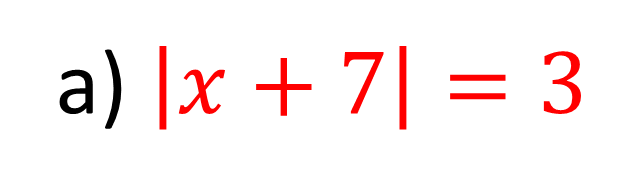 a) |x + 7| = 3